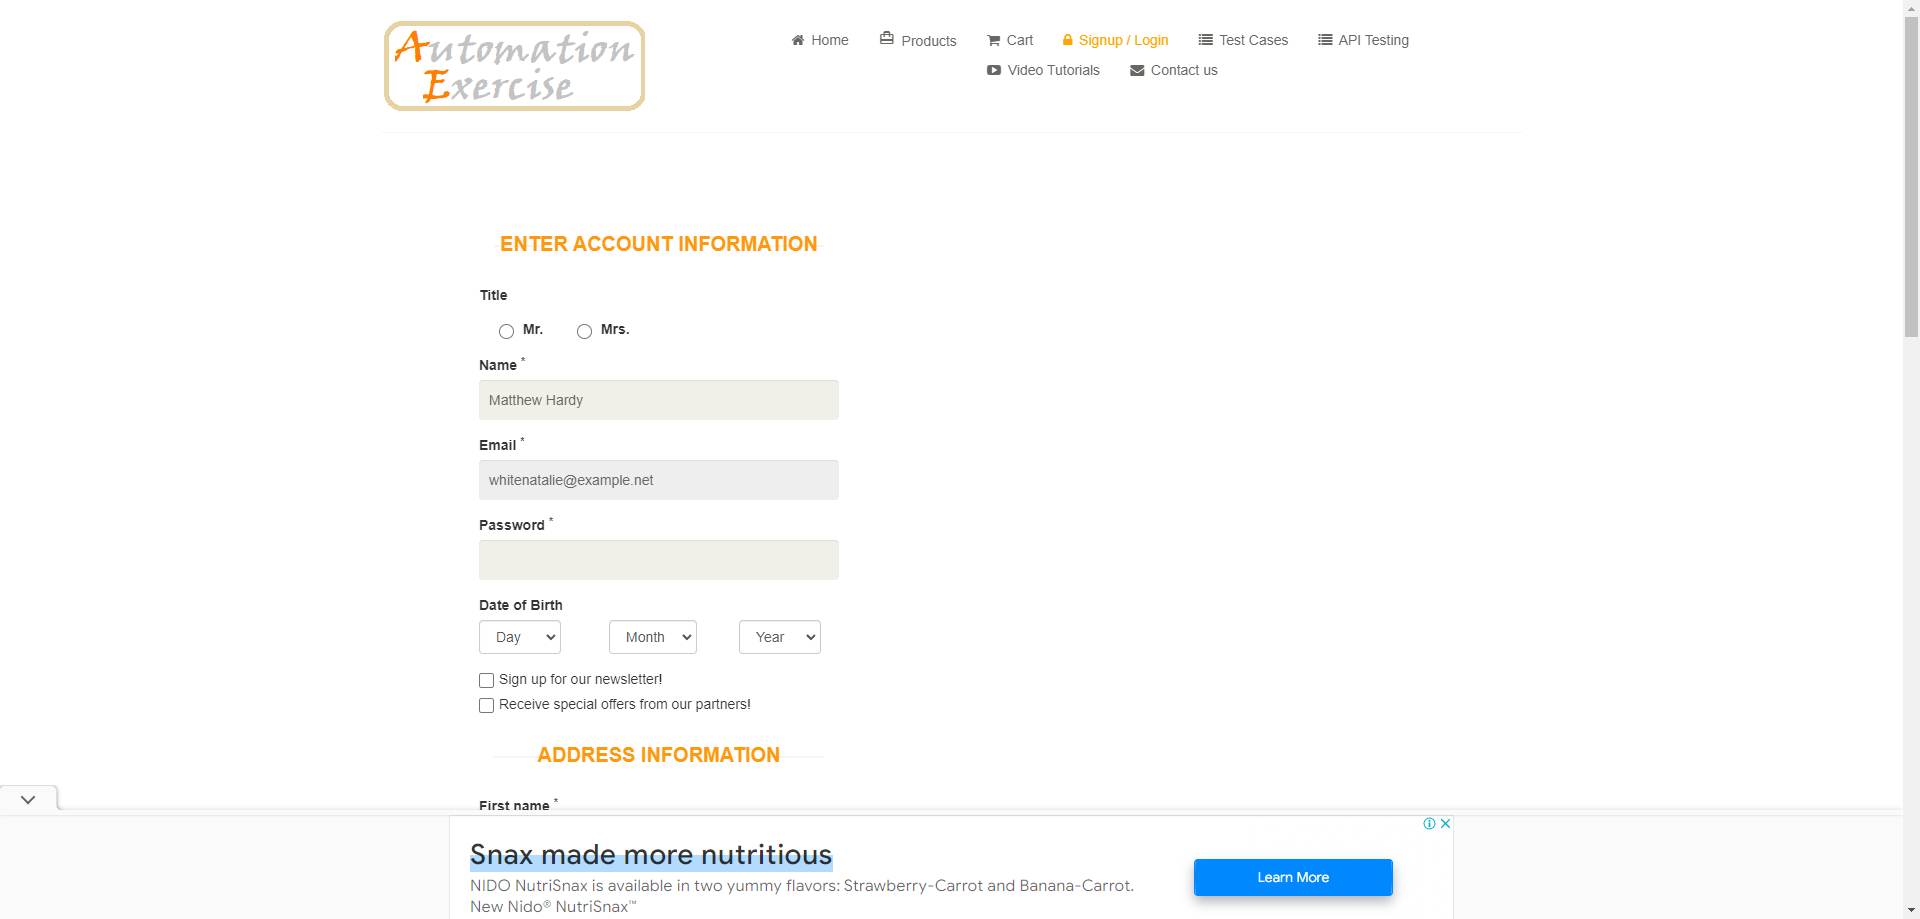 Automation
Exercise
Home
Products
Cart
Signup / Login
Test Cases
API Testing
Video Tutorials
Contact us
ENTER ACCOUNT INFORMATION
Title
Mr.
Mrs.
Name *
Matthew Hardy
Email *
whitenatalie@example.net
Password *
Date of Birth
Day
Month
Year
Sign up for our newsletter!
Receive special offers from our partners!
ADDRESS INFORMATION
First name *
Snax made more nutritious
NIDO NutriSnax is available in two yummy flavors: Strawberry-Carrot and Banana-Carrot.
New Nido® NutriSnax™
Learn More